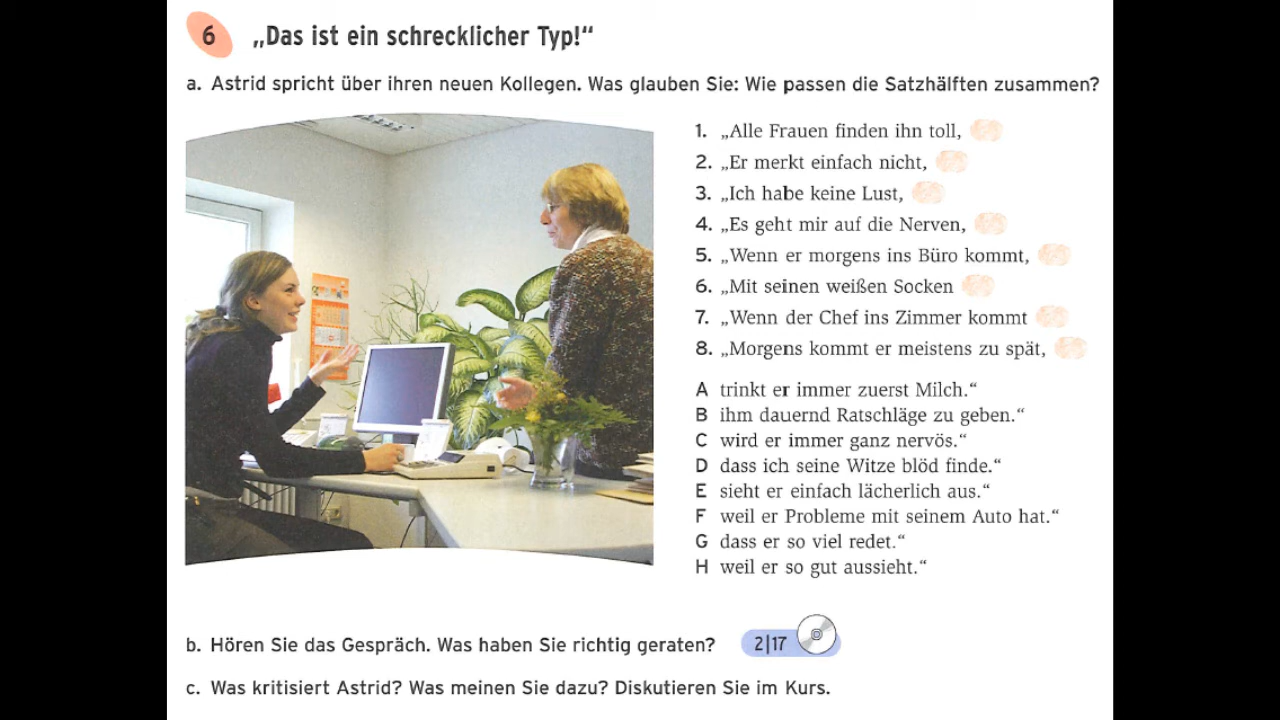 6 „Das ist ein schrecklicher Typ!“
a. Astrid spricht über ihren neuen Kollegen. Was glauben Sie: Wie passen die Satzhälften zusammen?
1. „Alle Frauen finden ihn toll,
2. „Er merkt einfach nicht,
3. „Ich habe keine Lust,
4. „Es geht mir auf die Nerven,
5. „Wenn er morgens ins Büro kommt,
6. „Mit seinen weißen Socken
7. „Wenn der Chef ins Zimmer kommt
8. „Morgens kommt er meistens zu spät,
A trinkt er immer zuerst Milch.“
B ihm dauernd Ratschläge zu geben.“
C wird er immer ganz nervös.“
D dass ich seine Witze blöd finde.“
E sieht er einfach lächerlich aus.“
F weil er Probleme mit seinem Auto hat.“
G dass er so viel redet.“
H weil er so gut aussieht.“
b. Hören Sie das Gespräch. Was haben Sie richtig geraten? 2|17
c. Was kritisiert Astrid? Was meinen Sie dazu? Diskutieren Sie im Kurs.